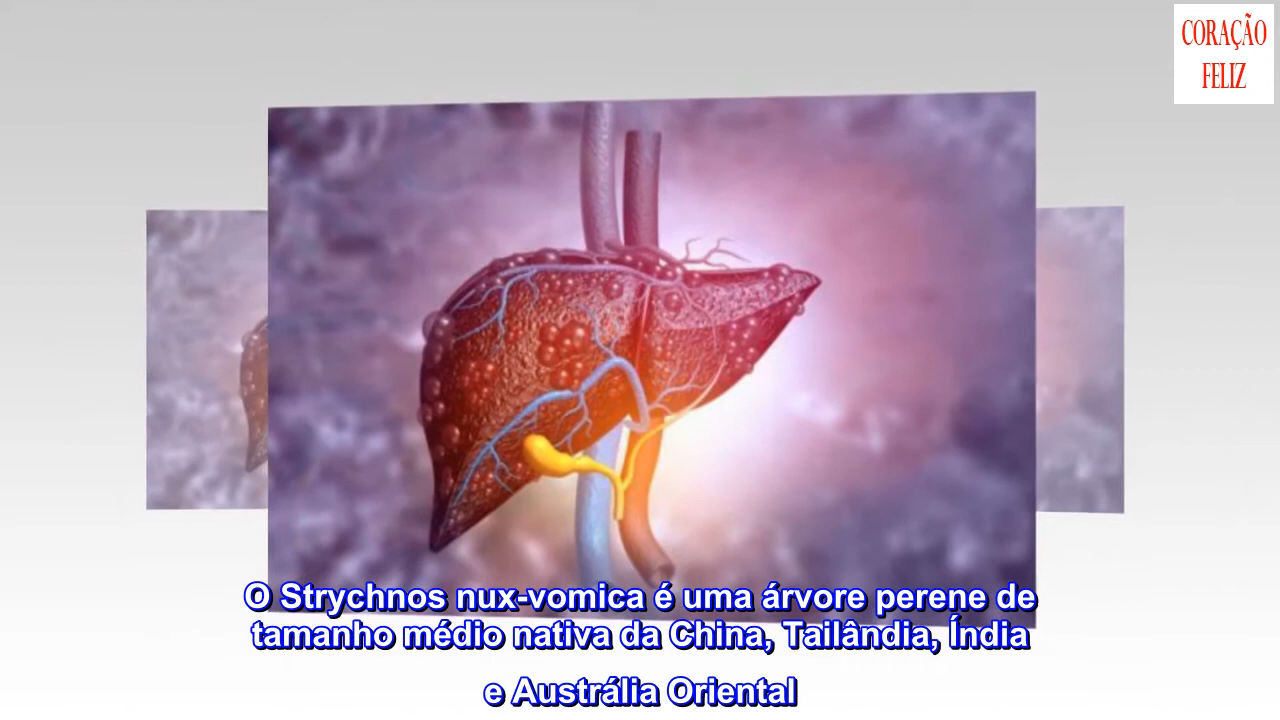 CORAÇÃO
FELIZ
O Strychnos nux-vomica é uma árvore perene de
tamanho médio nativa da China, Tailândia, Índia
e Austrália Oriental